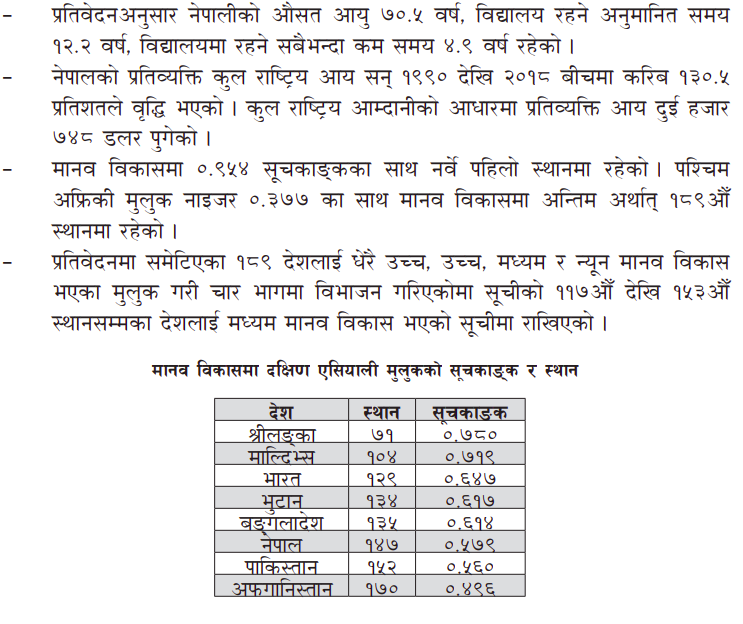 – प्रतिवेदनअनुसार नेपालीको औसत आयु ७०.५ वर्ष, विद्यालय रहने अनुमानित समय
१२.२ वर्ष, विद्यालयमा रहने सबैभन्दा कम समय ४.९ वर्ष रहेको ।
– नेपालको प्रतिव्यक्ति कुल राष्ट्रिय आय सन् १९९० देखि २०१८ बीचमा करिब १३०.५
प्रतिशतले वृद्धि भएको । कुल राष्ट्रिय आम्दानीको आधारमा प्रतिव्यक्ति आय दुई हजार
७४८ डलर पुगेको ।
– मानव विकासमा ०.९५४ सूचकाङ्कका साथ नर्वे पहिलो स्थानमा रहेको । पश्चिम
अफ्रिकी मुलुक नाइजर ०.३७७ का साथ मानव विकासमा अन्तिम अर्थात् १८९औँ
स्थानमा रहेको ।
– प्रतिवेदनमा समेटिएका १८९ देशलाई धेरै उच्च, उच्च, मध्यम र न्यून मानव विकास
भएका मुलुक गरी चार भागमा विभाजन गरिएकोमा सूचीको ११७औँ देखि १५३औँ
स्थानसम्मका देशलाई मध्यम मानव विकास भएको सूचीमा राखिएको ।
मानव विकासमा दक्षिण एसियाली मुलुकको सूचकाङ्क र स्थान
देश स्थान सूचकाङ्क
श्रीलङ्का ७१ ०.७८०
माल्दिभ्स १०४ ०.७१९
भारत १२९ ०.६४७
भुटान १३४ ०.६१७
बङ्गलादेश १३५ ०.६१४
नेपाल १४७ ०.५७९
पाकिस्तान १५२ ०.५६०
अफगानिस्तान १७० ०.४९६